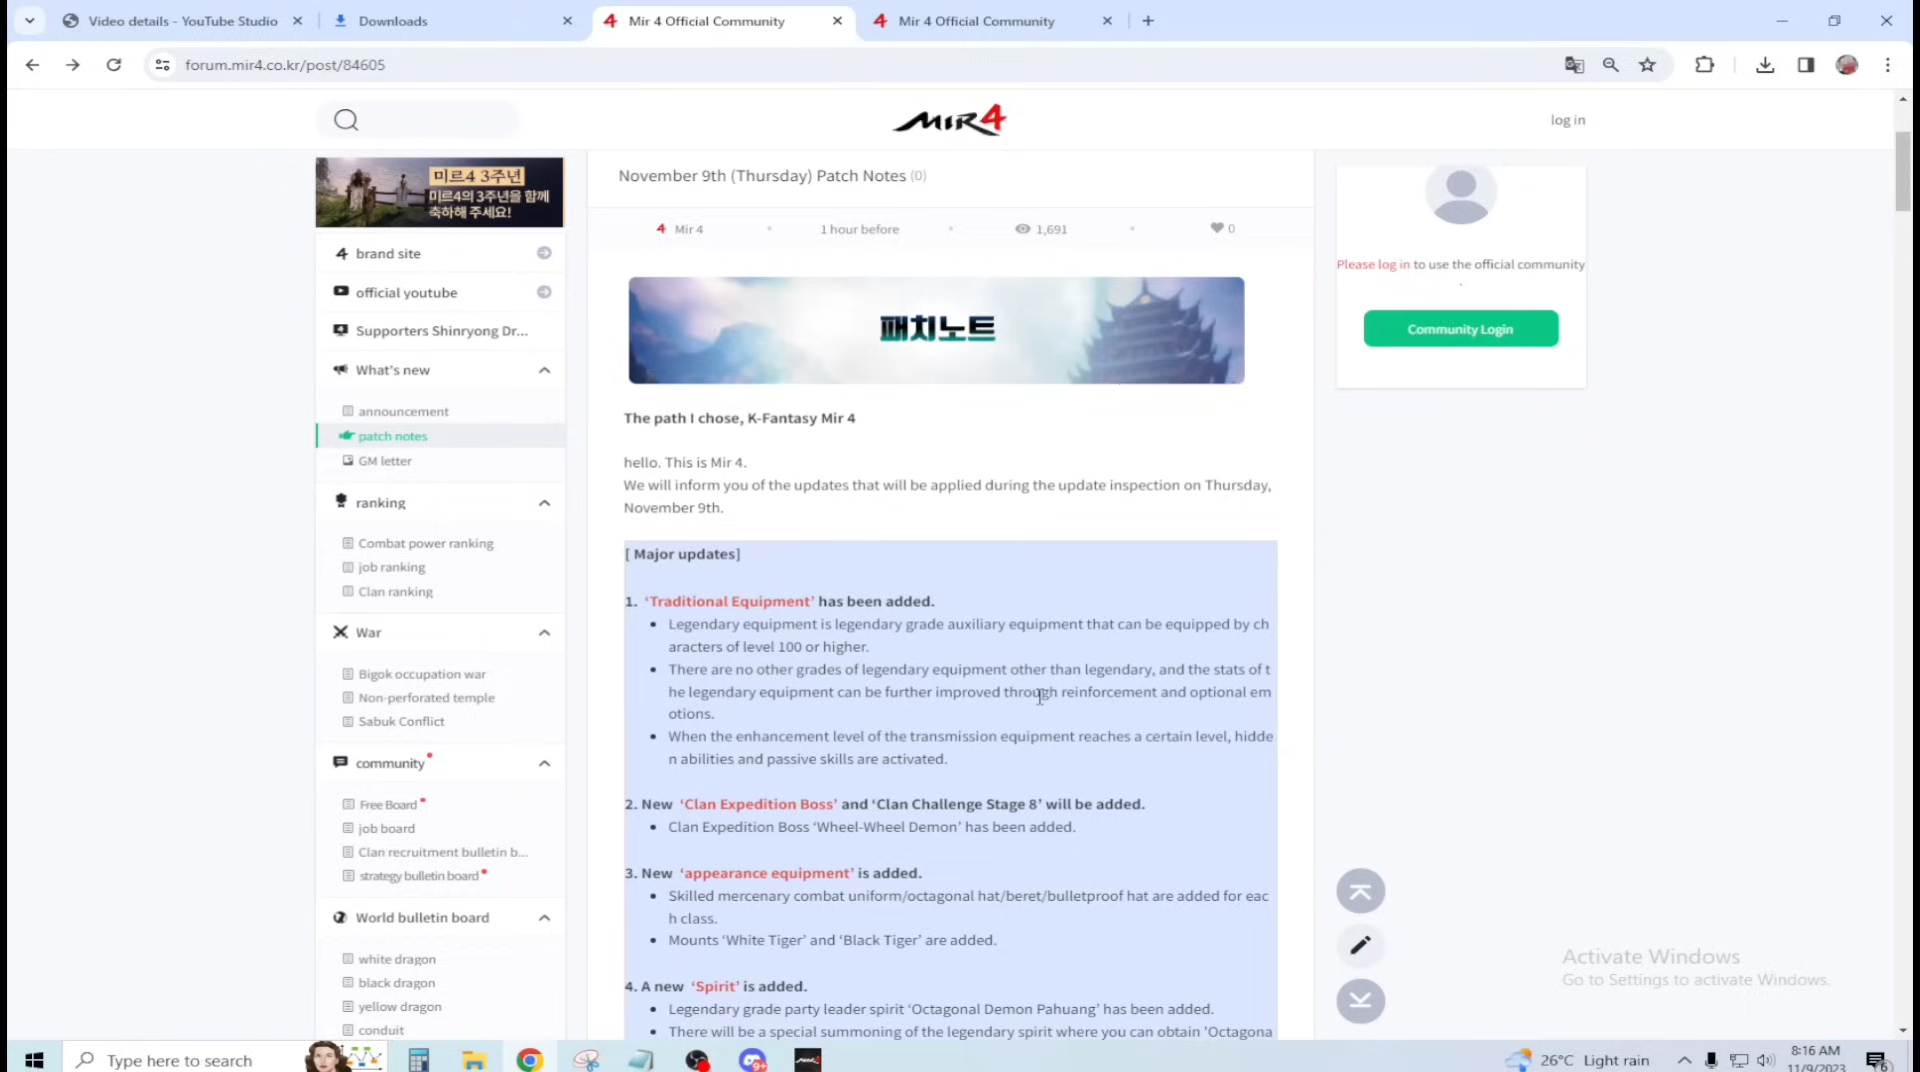 Video details - YouTube Studio
Downloads
Mir 4 Official Community
Mir 4 Official Community
forum.mir4.co.kr/post/84605
MIR4
log in
미르4 3주년
미르4의 3주년을 함께
축하해 주세요!
brand site
official youtube
Supporters Shinryong Dr...
What's new
announcement
patch notes
GM letter
ranking
Combat power ranking
job ranking
Clan ranking
War
Bigok occupation war
Non-perforated temple
Sabuk Conflict
community
Free Board
job board
Clan recruitment bulletin b...
strategy bulletin board
World bulletin board
white dragon
black dragon
yellow dragon
conduit
November 9th (Thursday) Patch Notes (0)
Mir 4
1 hour before
1,691
0
패치노트
The path I chose, K-Fantasy Mir 4
hello. This is Mir 4.
We will inform you of the updates that will be applied during the update inspection on Thursday,
November 9th.
[ Major updates]
1. ‘Traditional Equipment’ has been added.
Legendary equipment is legendary grade auxiliary equipment that can be equipped by ch
aracters of level 100 or higher.
There are no other grades of legendary equipment other than legendary, and the stats of t
he legendary equipment can be further improved through reinforcement and optional em
otions.
When the enhancement level of the transmission equipment reaches a certain level, hidde
n abilities and passive skills are activated.
2. New ‘Clan Expedition Boss’ and ‘Clan Challenge Stage 8’ will be added.
Clan Expedition Boss ‘Wheel-Wheel Demon’ has been added.
3. New ‘appearance equipment’ is added.
Skilled mercenary combat uniform/octagonal hat/beret/bulletproof hat are added for eac
h class.
Mounts ‘White Tiger’ and ‘Black Tiger’ are added.
4. A new ‘Spirit’ is added.
Legendary grade party leader spirit ‘Octagonal Demon Pahuang’ has been added.
There will be a special summoning of the legendary spirit where you can obtain 'Octagona
Please log in to use the official community
.
Community Login
Activate Windows
Go to Settings to activate Windows.
Type here to search
9+
26°C Light rain
8:16 AM
11/9/2023
6